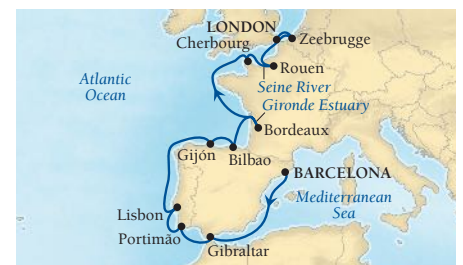 LONDON
Cherbourg
Zeebrugge
Rouen
Atlantic
Ocean
Seine River
Gironde Estuary
Bordeaux
Gijón
Bilbao
BARCELONA
Mediterranean
Sea
Lisbon
Portimão
Gibraltar